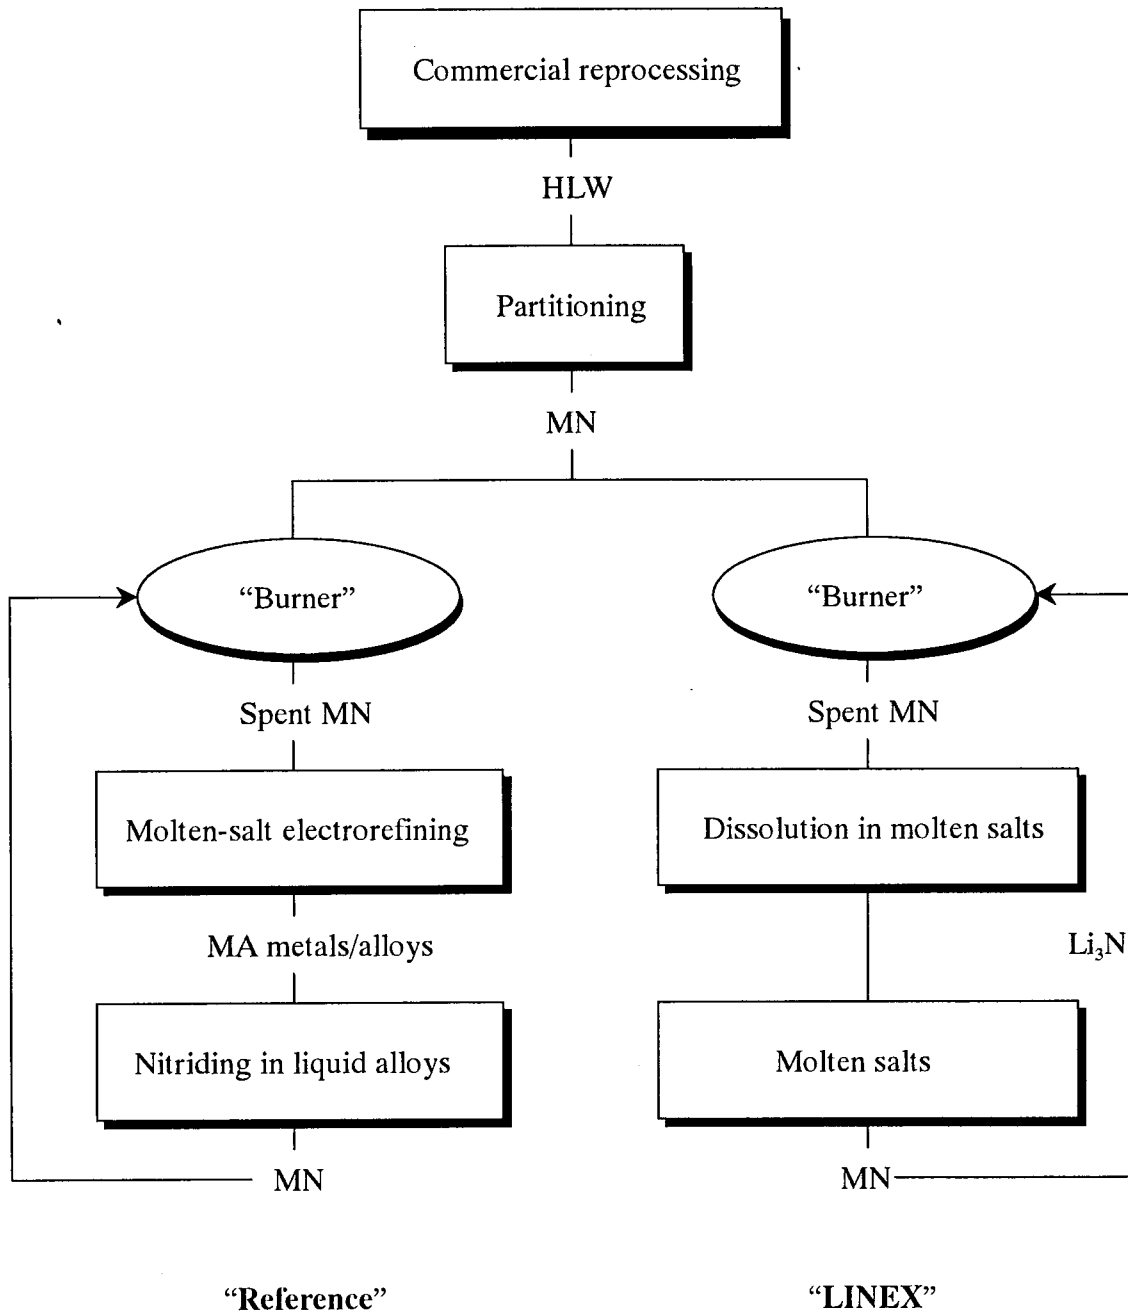 Commercial reprocessing
HLW
Partitioning
MN
“Burner”
“Burner”
Spent MN
Spent MN
Molten-salt electrorefining
Dissolution in molten salts
MA metals/alloys
Li₃N
Nitriding in liquid alloys
Molten salts
MN
MN
“Reference”
“LINEX”